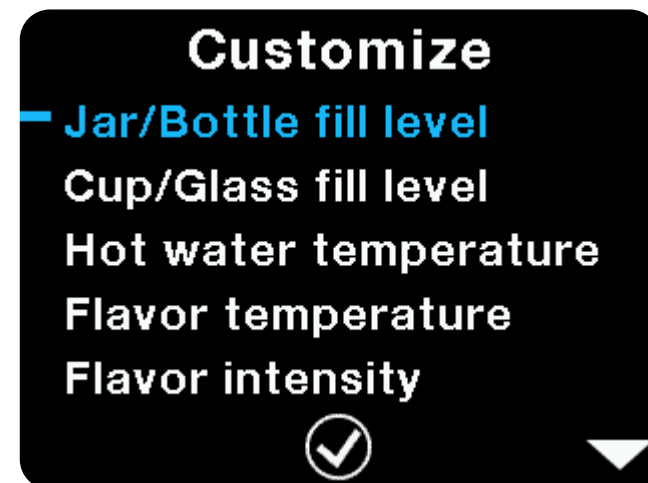 Customize
Jar/Bottle fill level
Cup/Glass fill level
Hot water temperature
Flavor temperature
Flavor intensity